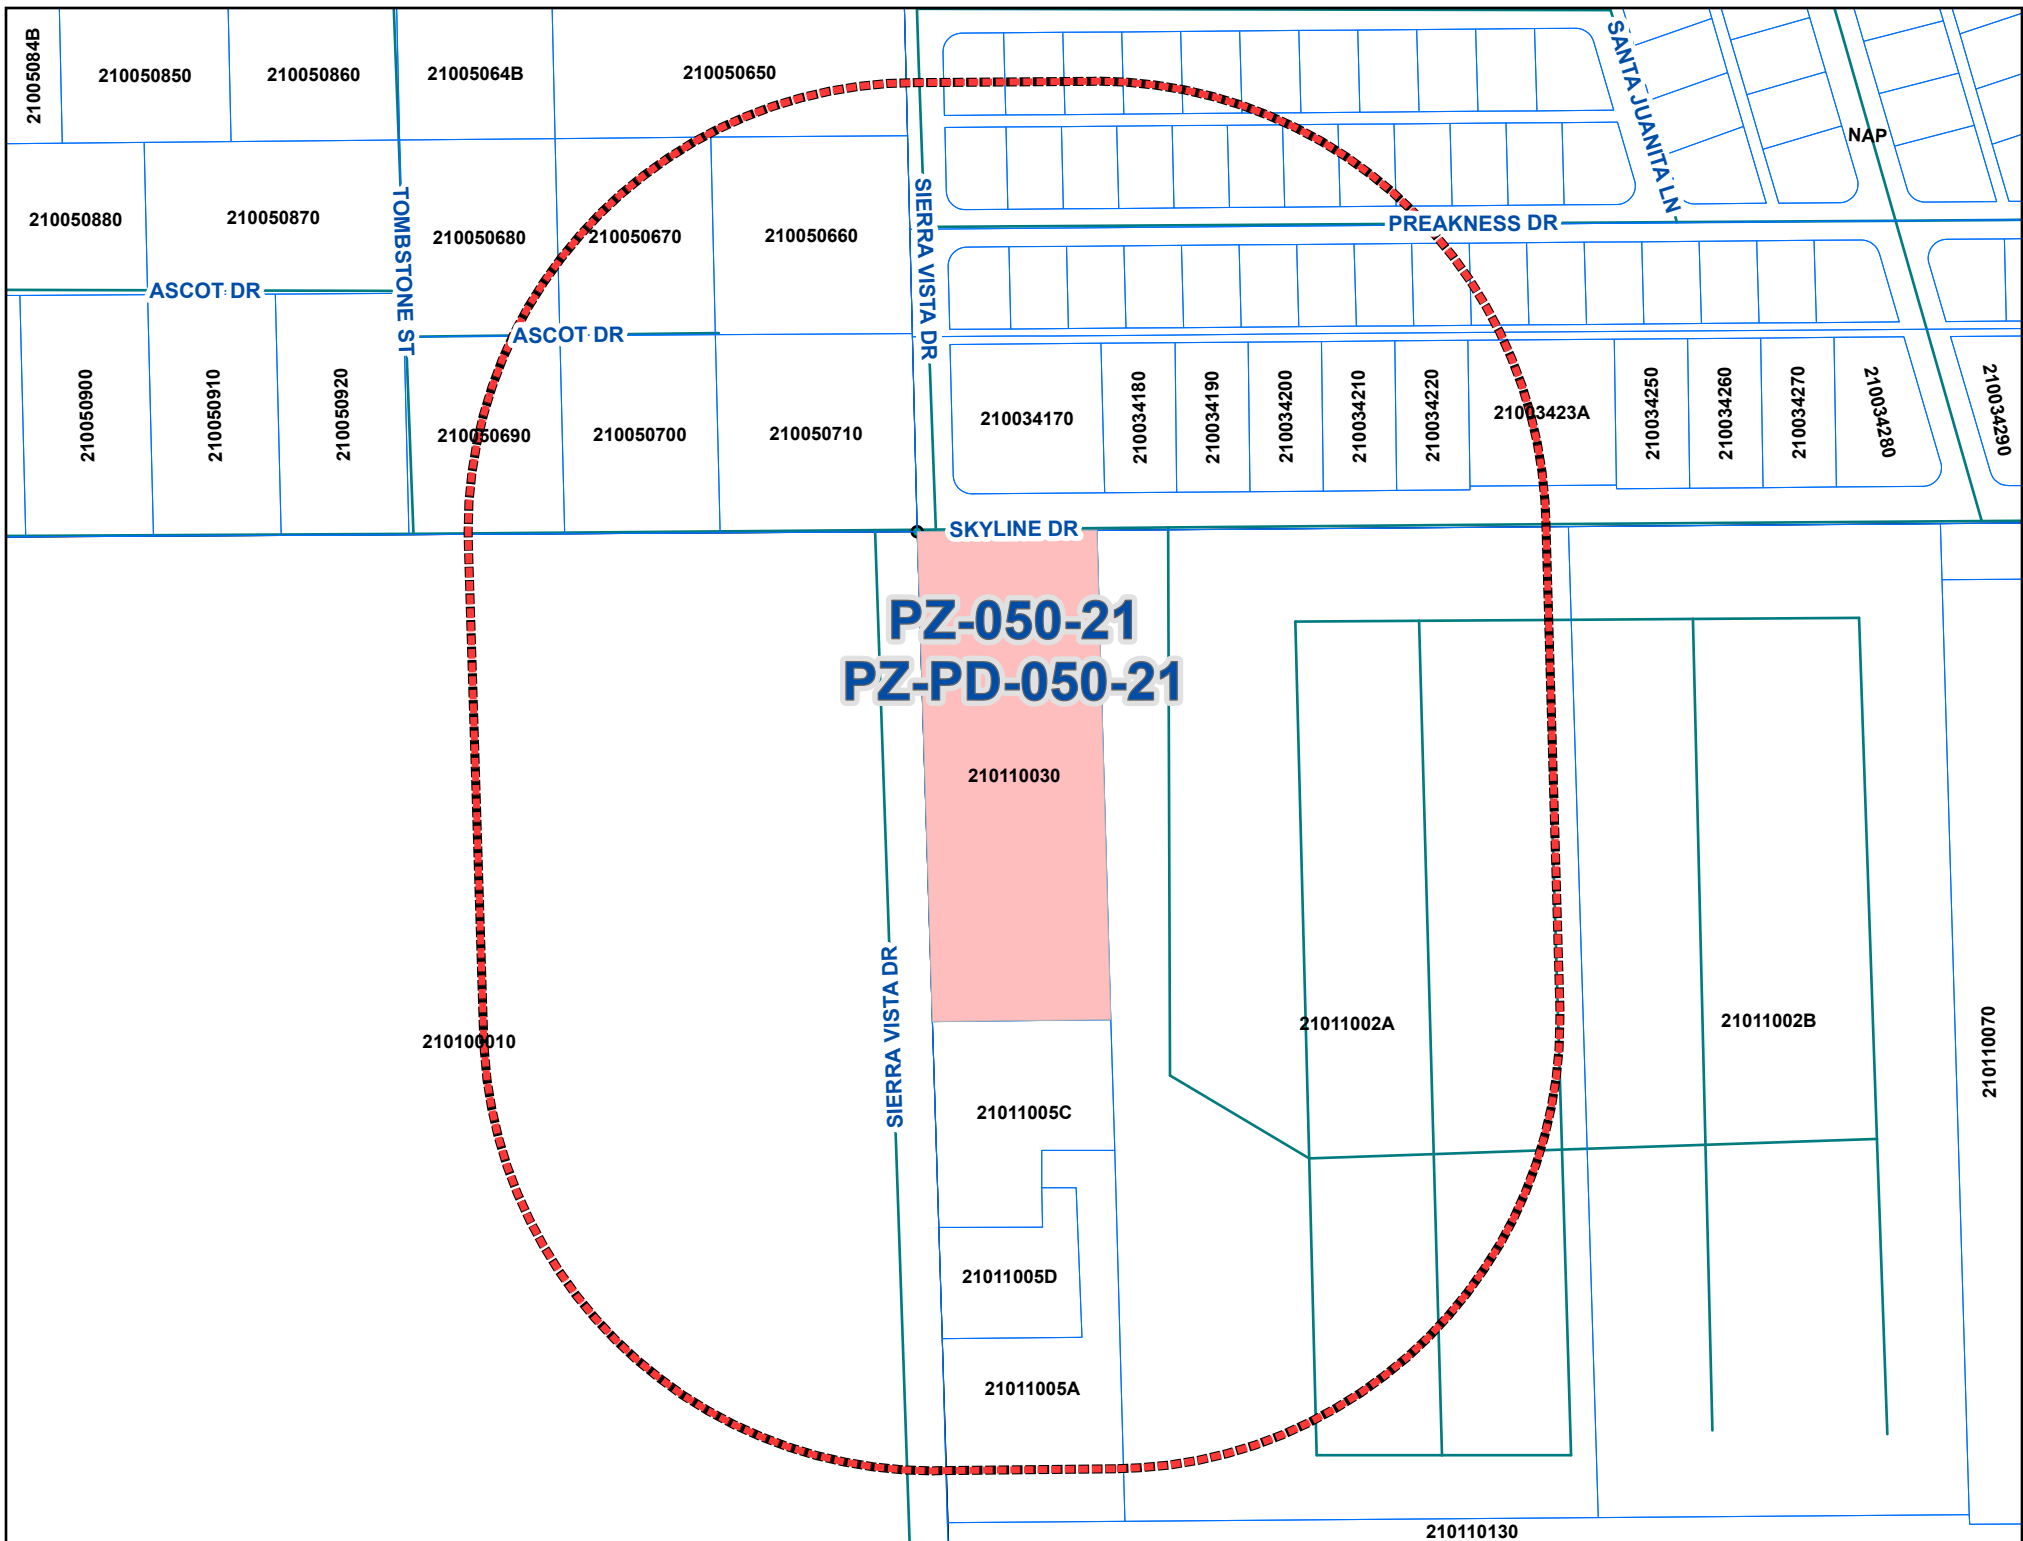 21005084B
210050850
210050860
21005064B
210050650
SANTA JUANITA LN
NAP
210050880
210050870
TOMBSTONE ST
210050680
210050670
210050660
SIERRA VISTA DR
PREAKNESS DR
ASCOT DR
ASCOT DR
210050900
210050910
210050920
210050690
210050700
210050710
210034170
210034180
210034190
210034200
210034210
210034220
21003423A
210034250
210034260
210034270
210034280
210034290
SKYLINE DR
PZ-050-21
PZ-PD-050-21
210110030
210100010
SIERRA VISTA DR
21011002A
21011002B
210110070
21011005C
21011005D
21011005A
210110130